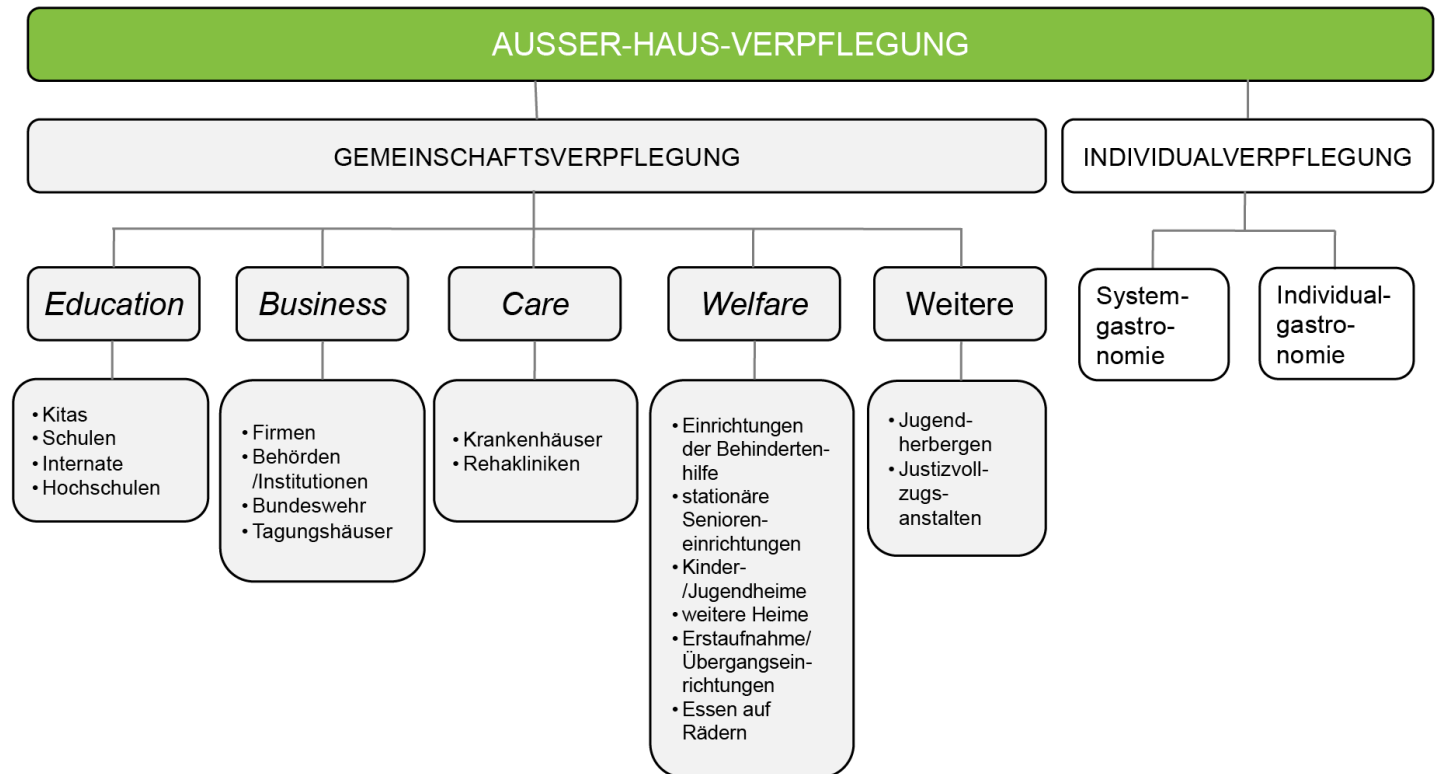 AUSSER-HAUS-VERPFLEGUNG
GEMEINSCHAFTSVERPFLEGUNG
INDIVIDUALVERPFLEGUNG
Education
Business
Care
Welfare
Weitere
System-
gastro-
nomie
Individual-
gastro-
nomie
• Kitas
• Schulen
• Internate
• Hochschulen
• Firmen
• Behörden
/Institutionen
• Bundeswehr
• Tagungshäuser
• Krankenhäuser
• Rehakliniken
• Einrichtungen
der Behinderten-
hilfe
• stationäre
Senioren-
einrichtungen
• Kinder-
/Jugendheime
• weitere Heime
• Erstaufnahme/
Übergangsein-
richtungen
• Essen auf
Rädern
• Jugend-
herbergen
• Justizvoll-
zugs-
anstalten